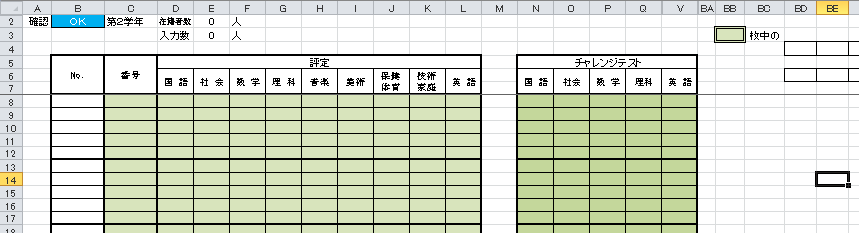 A B C D E F G H I J K L M N O P Q R V BA BB BC BD BE
2 確認 OK 第2学年 在籍者数 0 人
3 入力数 0 人 枚中の
4
5 No. 番号 評定 チャレンジテスト
6 国語 社会 数学 理科 音楽 美術 保健体育 技術家庭 英語 国語 社会 数学 理科 英語
7
8
9
10
11
12
13
14
15
16
17
18